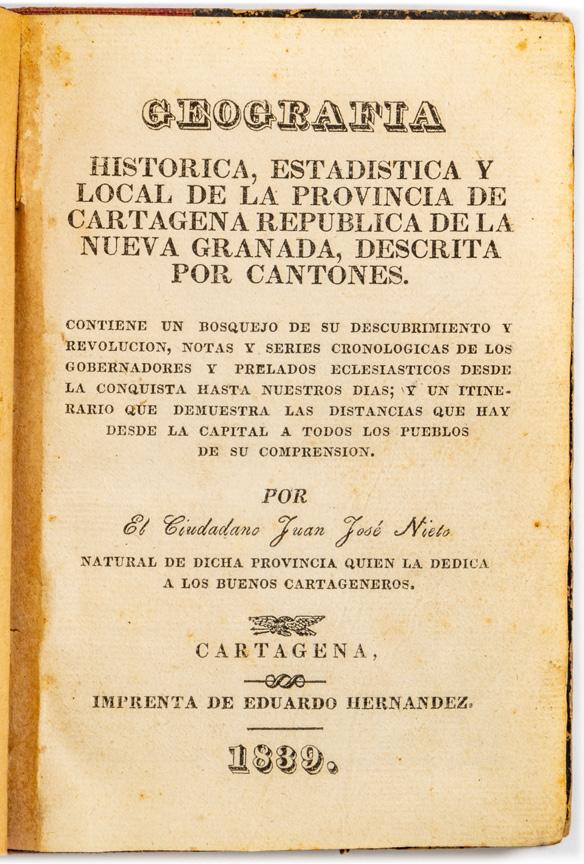 GEOGRAFIA
HISTORICA, ESTADISTICA Y
LOCAL DE LA PROVINCIA DE
CARTAGENA REPUBLICA DE LA
NUEVA GRANADA, DESCRITA
POR CANTONES.
CONTIENE UN BOSQUEJO DE SU DESCUBRIMIENTO Y
REVOLUCION, NOTAS Y SERIES CRONOLOGICAS DE LOS
GOBERNADORES Y PRELADOS ECLESIASTICOS DESDE
LA CONQUISTA HASTA NUESTROS DIAS; Y UN ITINE-
RARIO QUE DEMUESTRA LAS DISTANCIAS QUE HAY
DESDE LA CAPITAL A TODOS LOS PUEBLOS
DE SU COMPRENSION.
POR
El Ciudadano Juan José Nieto
NATURAL DE DICHA PROVINCIA QUIEN LA DEDICA
A LOS BUENOS CARTAGENEROS.
CARTAGENA,
IMPRENTA DE EDUARDO HERNANDEZ.
1839.